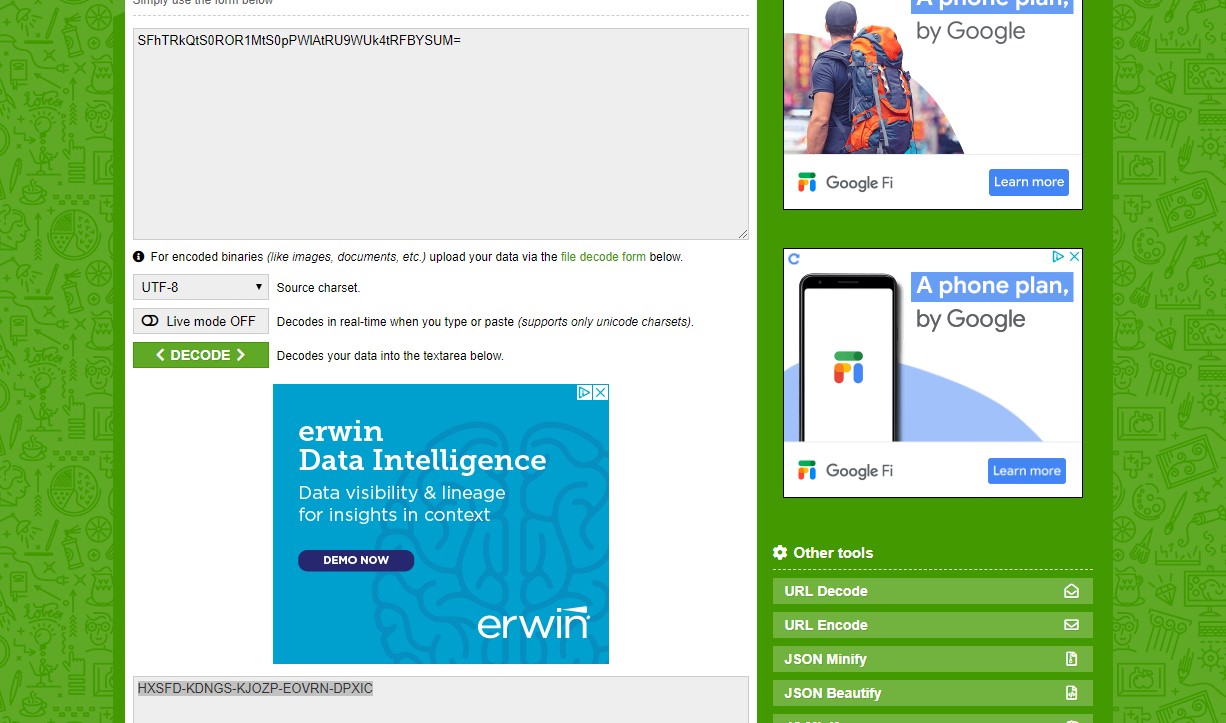 Simply use the form below
SFhTRkQtS0ROR1MtS0pPWlAtRU9WUk4tRFBYSUM=
For encoded binaries (like images, documents, etc.) upload your data via the file decode form below.
UTF-8
Source charset.
Live mode OFF
Decodes in real-time when you type or paste (supports only unicode charsets).
DECODE
Decodes your data into the textarea below.
erwin
Data Intelligence
Data visibility & lineage
for insights in context
DEMO NOW
erwin
HXSFD-KDNGS-KJOZP-EOVRN-DPXIC
A phone plan,
by Google
Google Fi
Learn more
A phone plan,
by Google
Google Fi
Learn more
Other tools
URL Decode
URL Encode
JSON Minify
JSON Beautify